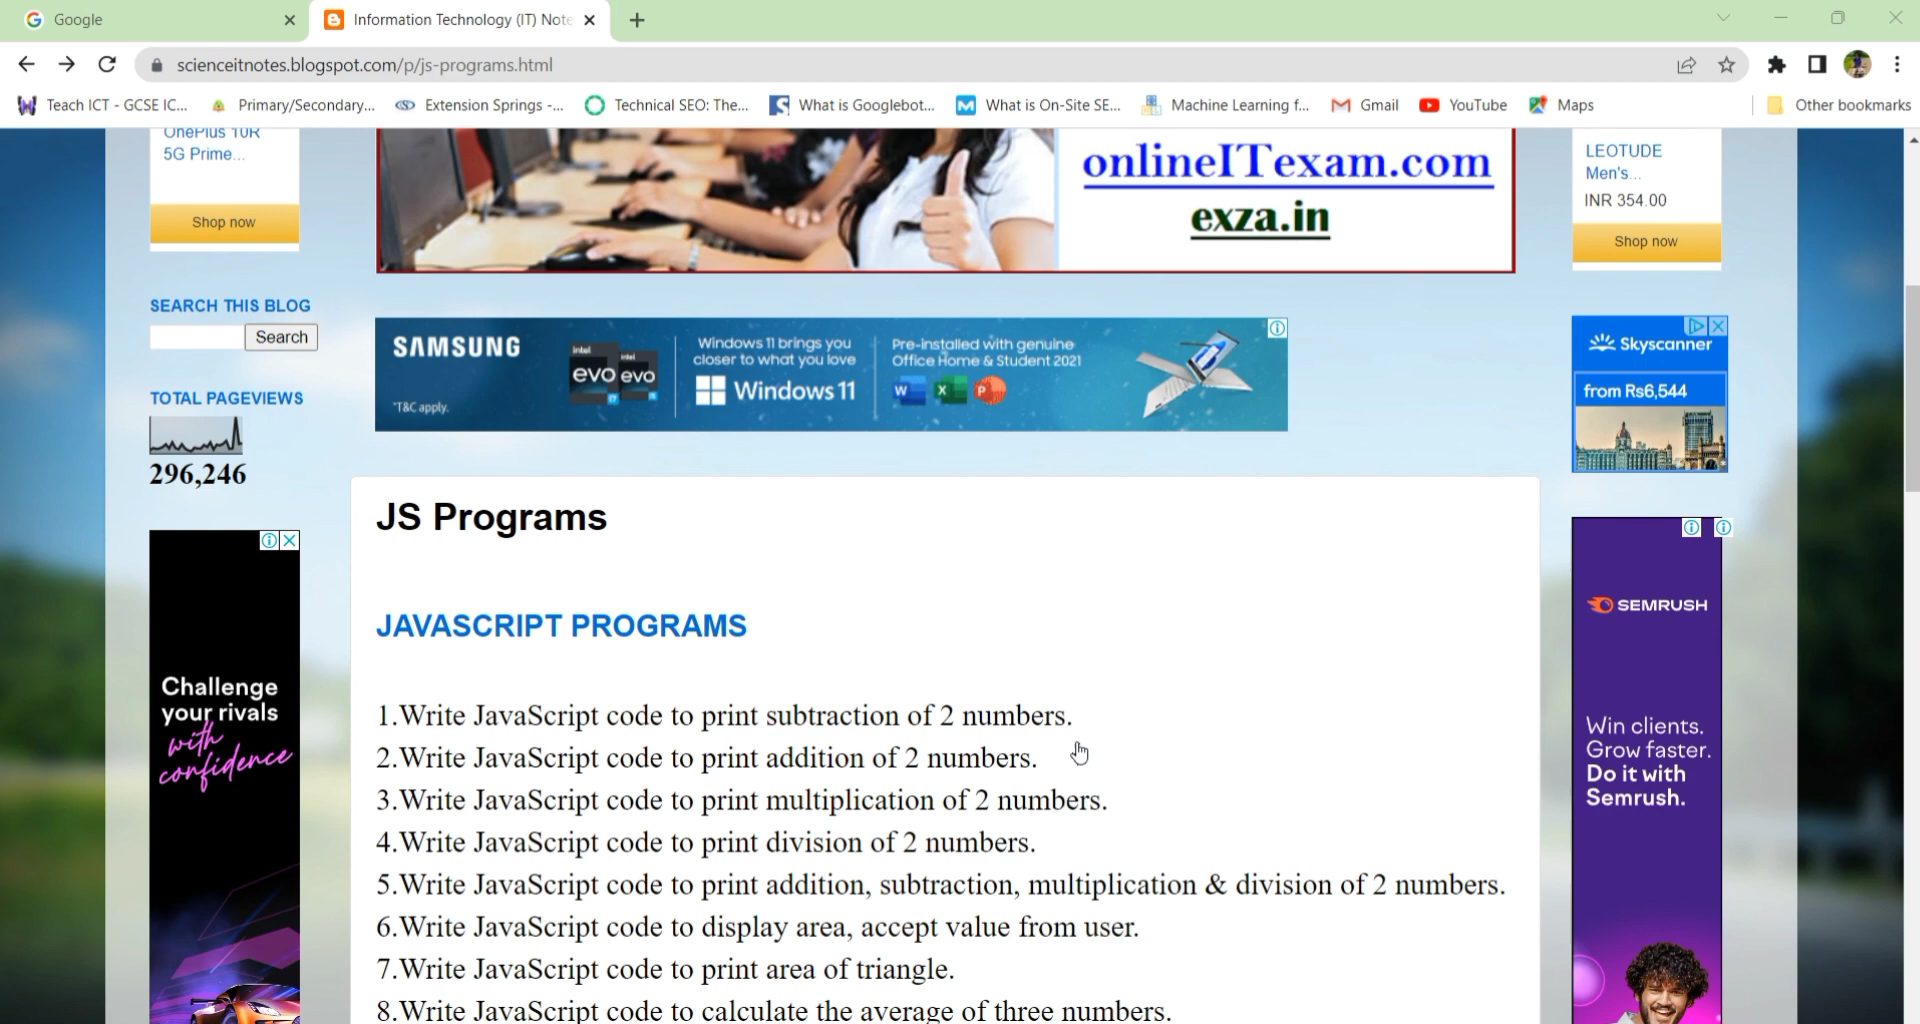 Google
Information Technology (IT) Note
scienceitnotes.blogspot.com/p/js-programs.html
Teach ICT - GCSE IC...
Primary/Secondary...
Extension Springs -...
Technical SEO: The...
What is Googlebot...
What is On-Site SE...
Machine Learning f...
Gmail
YouTube
Maps
Other bookmarks
OnePlus 10R
5G Prime...
Shop now
onlineITexam.com
exza.in
LEOTUDE
Men's...
INR 354.00
Shop now
SEARCH THIS BLOG
Search
TOTAL PAGEVIEWS
296,246
SAMSUNG
*T&C apply.
intel
evo
intel
evo
Windows 11 brings you
closer to what you love
Windows 11
Pre-installed with genuine
Office Home & Student 2021
W
X
P
Skyscanner
from Rs6,544
Challenge
your rivals
with
confidence
JS Programs
JAVASCRIPT PROGRAMS
1.Write JavaScript code to print subtraction of 2 numbers.
2.Write JavaScript code to print addition of 2 numbers.
3.Write JavaScript code to print multiplication of 2 numbers.
4.Write JavaScript code to print division of 2 numbers.
5.Write JavaScript code to print addition, subtraction, multiplication & division of 2 numbers.
6.Write JavaScript code to display area, accept value from user.
7.Write JavaScript code to print area of triangle.
8.Write JavaScript code to calculate the average of three numbers.
SEMRUSH
Win clients.
Grow faster.
Do it with
Semrush.